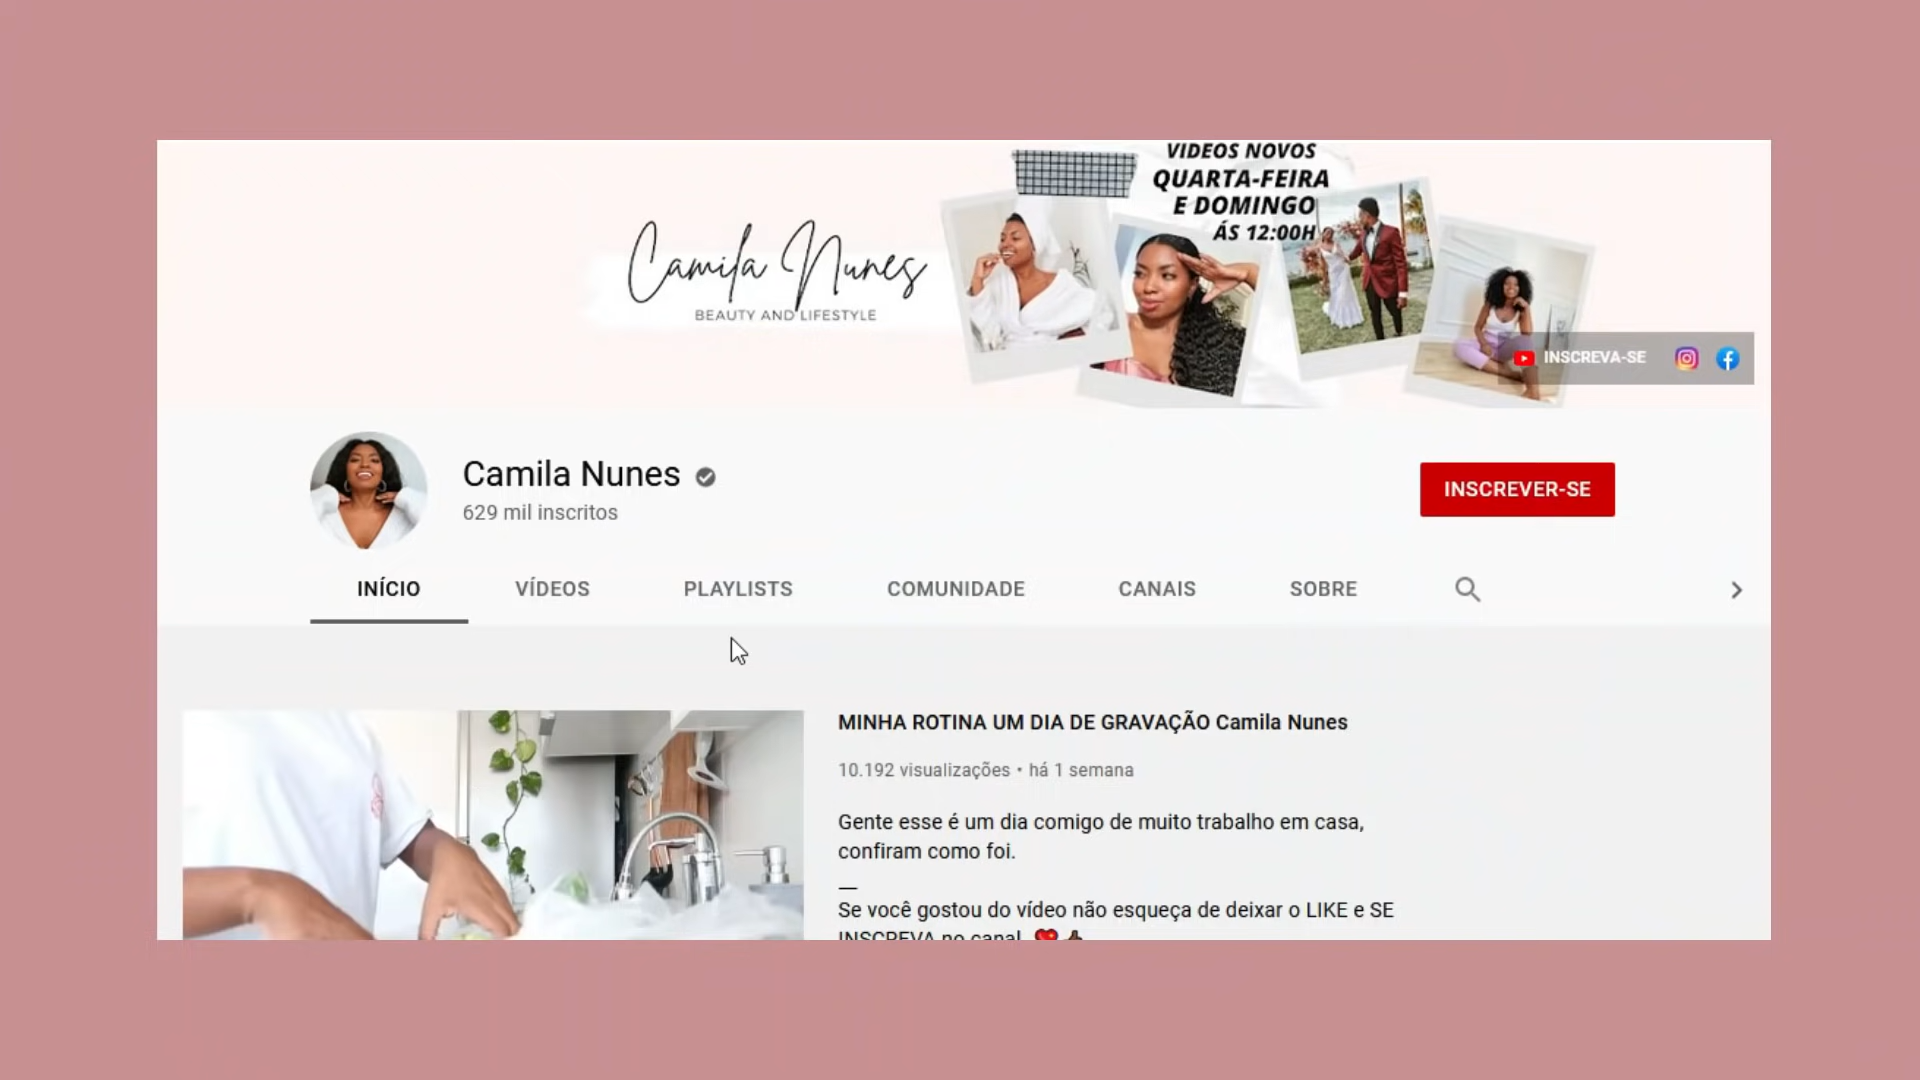 VIDEOS NOVOS
QUARTA-FEIRA
E DOMINGO
ÁS 12:00H
Camila Nunes
BEAUTY AND LIFESTYLE
INSCREVA-SE
Camila Nunes
629 mil inscritos
INSCREVER-SE
INÍCIO VÍDEOS PLAYLISTS COMUNIDADE CANAIS SOBRE
MINHA ROTINA UM DIA DE GRAVAÇÃO Camila Nunes
10.192 visualizações • há 1 semana
Gente esse é um dia comigo de muito trabalho em casa,
confiram como foi.
—
Se você gostou do vídeo não esqueça de deixar o LIKE e SE
INSCREVA no canal